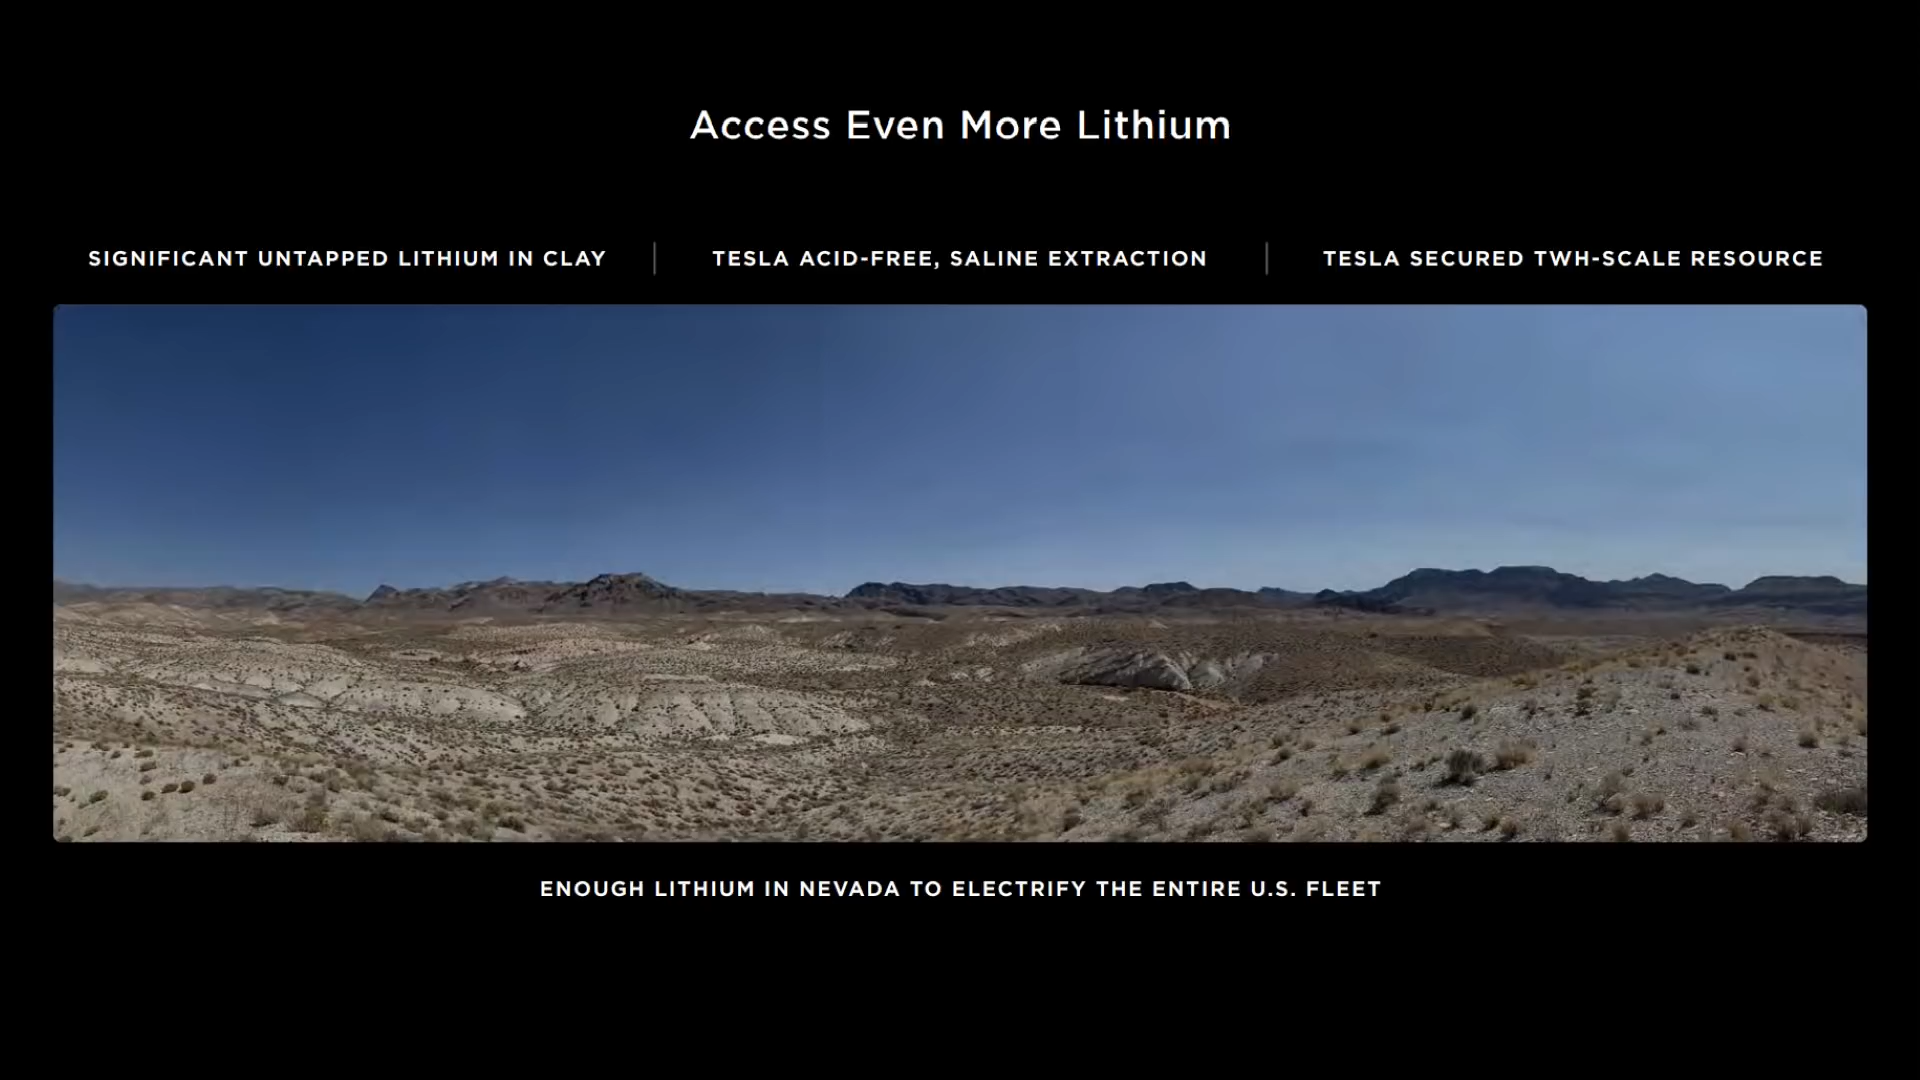 Access Even More Lithium
SIGNIFICANT UNTAPPED LITHIUM IN CLAY
TESLA ACID-FREE, SALINE EXTRACTION
TESLA SECURED TWH-SCALE RESOURCE
ENOUGH LITHIUM IN NEVADA TO ELECTRIFY THE ENTIRE U.S. FLEET